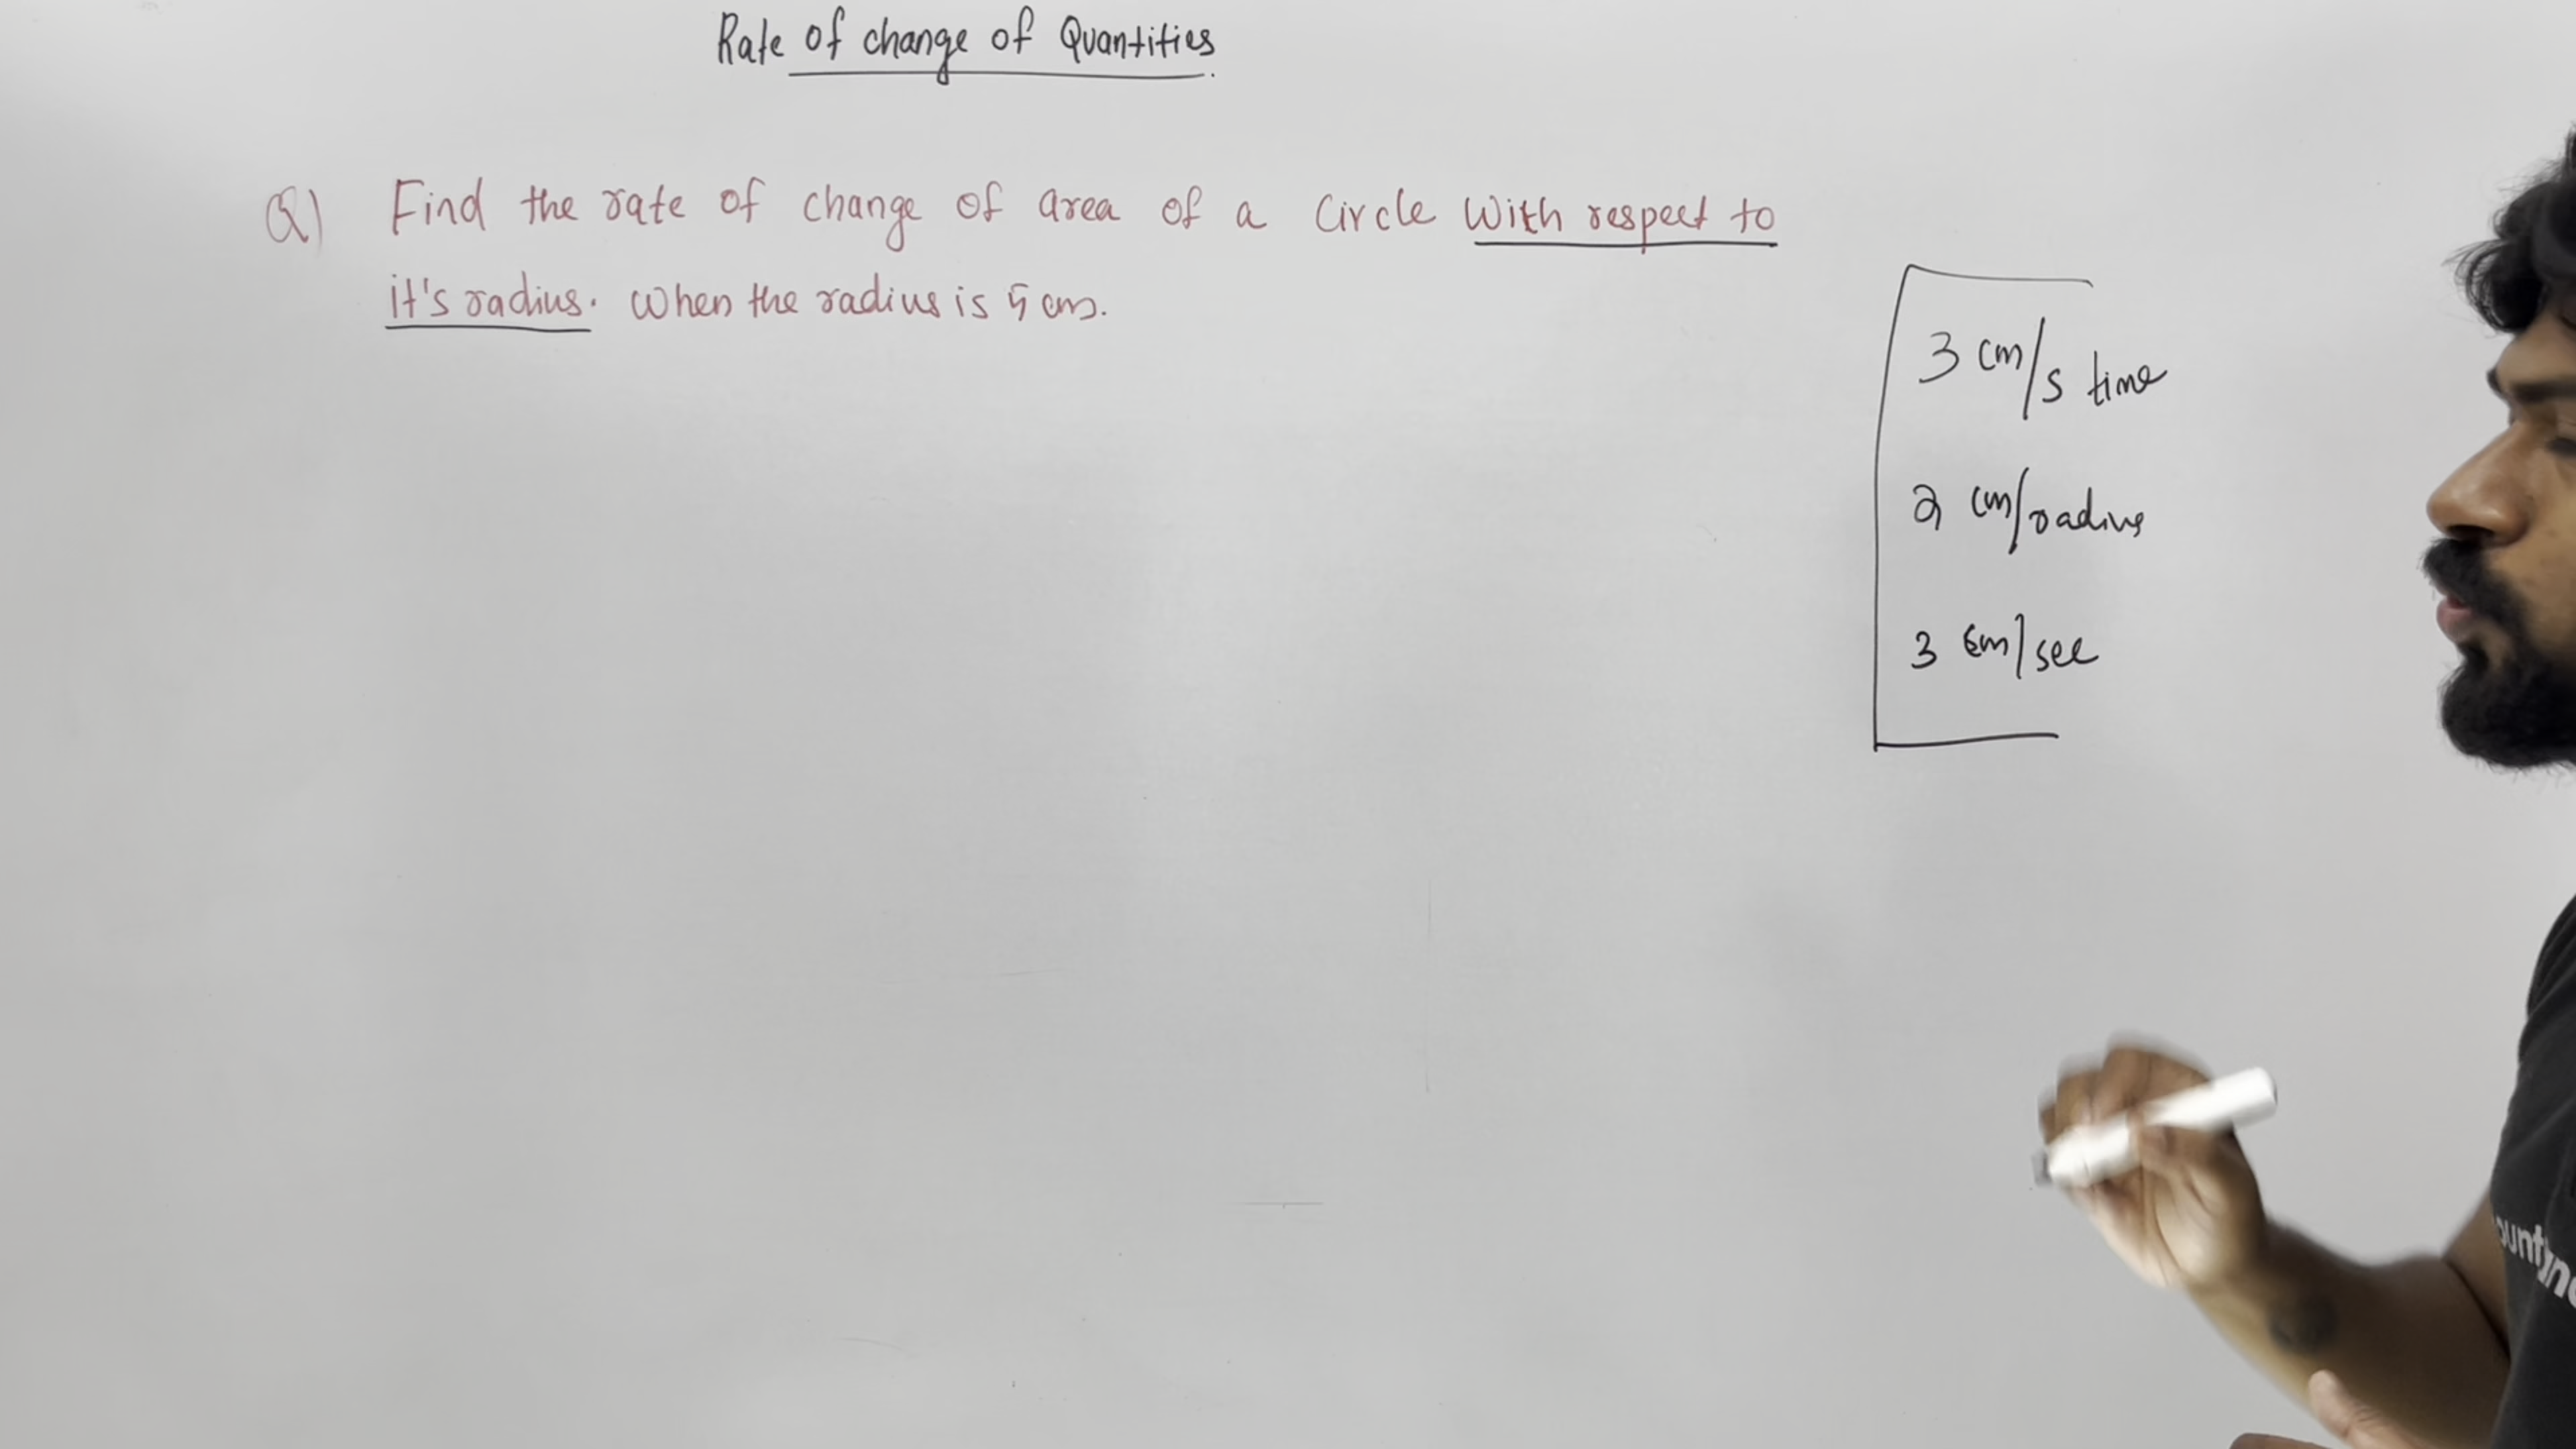 Rate of change of Quantities
Q) Find the rate of change of area of a Circle With respect to
it's radius. When the radius is 5 cm.
3 cm/s time
2 cm/radius
3 cm/sec